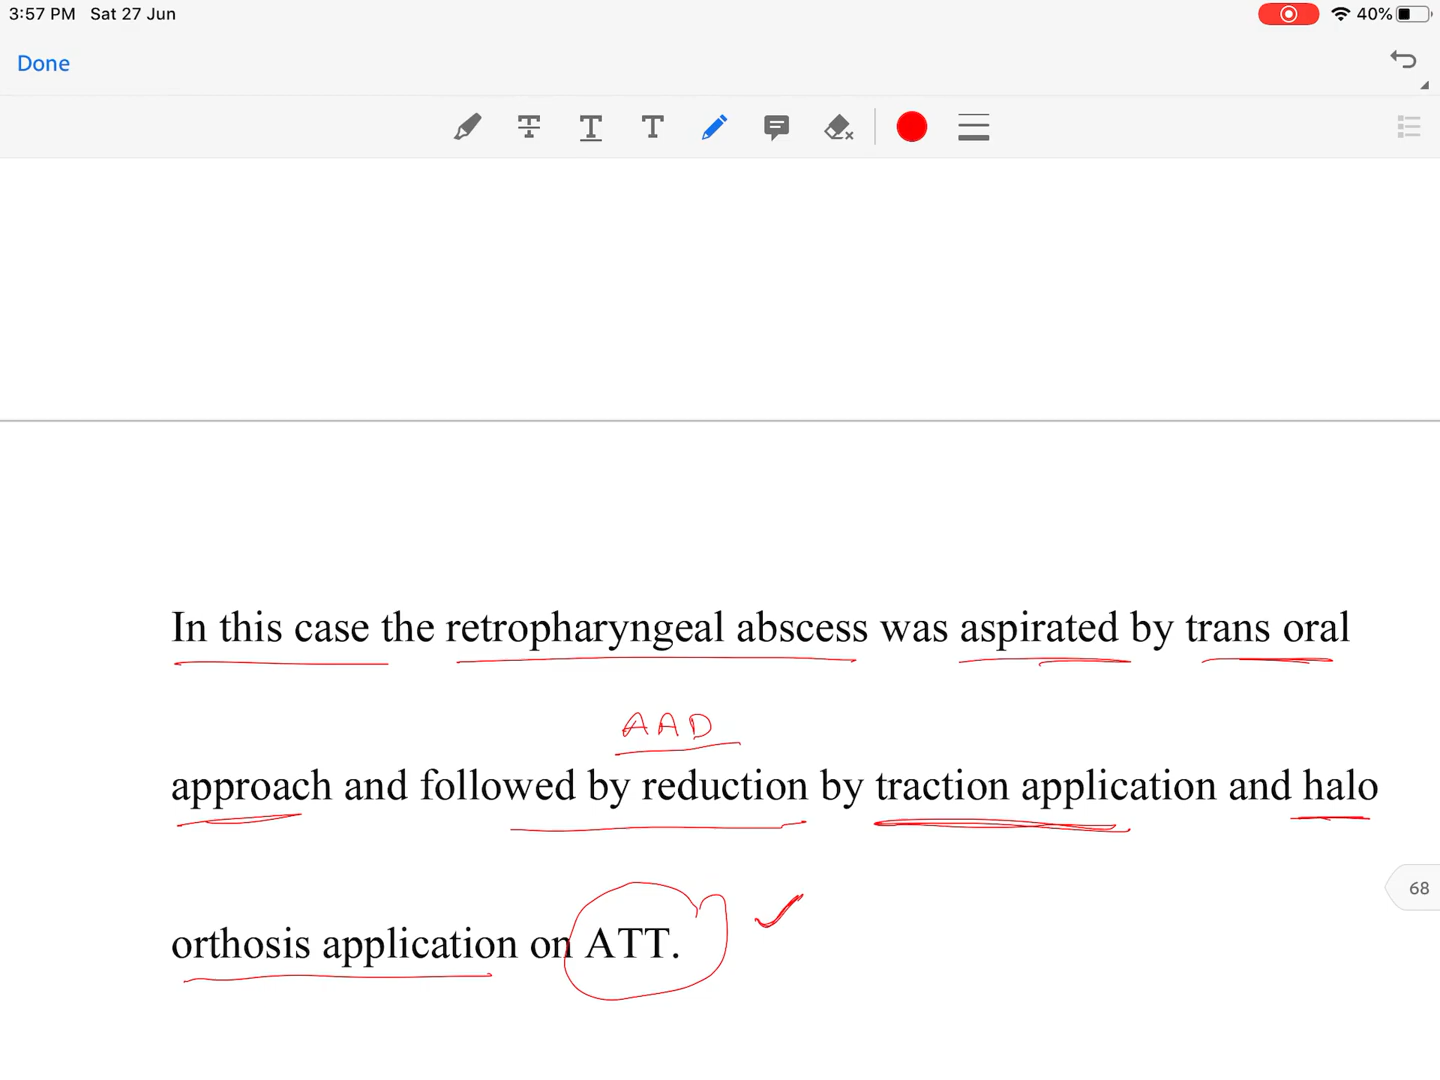 3:57 PM Sat 27 Jun 40%
Done
In this case the retropharyngeal abscess was aspirated by trans oral
AAD
approach and followed by reduction by traction application and halo
68
orthosis application on ATT.